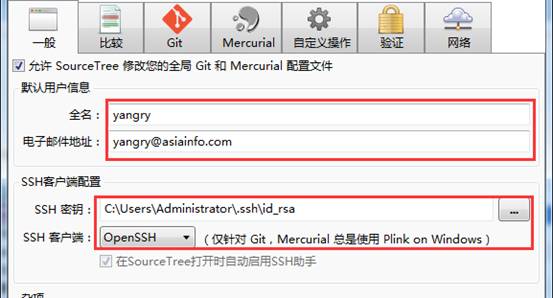 一般 比较 Git Mercurial 自定义操作 验证 网络
允许 SourceTree 修改您的全局 Git 和 Mercurial 配置文件
默认用户信息
全名： yangry
电子邮件地址： yangry@asiainfo.com
SSH客户端配置
SSH 密钥： C:\Users\Administrator\.ssh\id_rsa ...
SSH 客户端： OpenSSH （仅针对 Git，Mercurial 总是使用 Plink on Windows）
在SourceTree打开时自动启用SSH助手